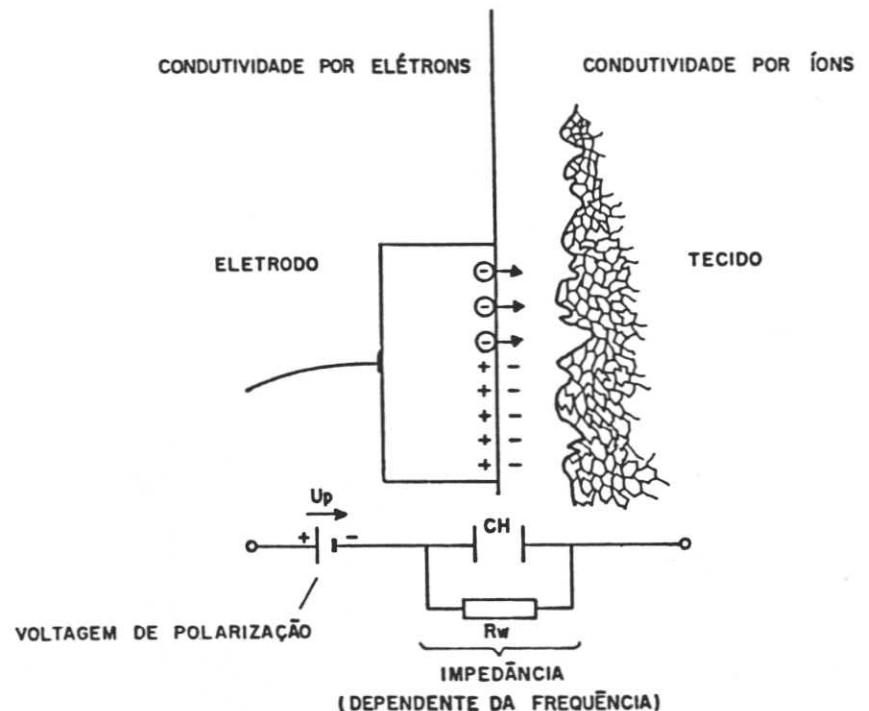 CONDUTIVIDADE POR ELÉTRONS
CONDUTIVIDADE POR ÍONS
ELETRODO
TECIDO
Up
+ -
CH
Rw
VOLTAGEM DE POLARIZAÇÃO
IMPEDÂNCIA
(DEPENDENTE DA FREQUÊNCIA)